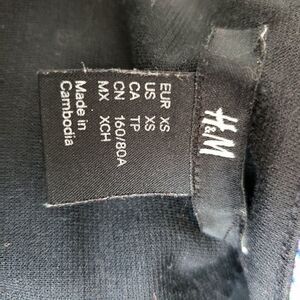 H&M
EUR XS
US XS
CA TP
CN 160/80A
MX XCH
Made in
Cambodia